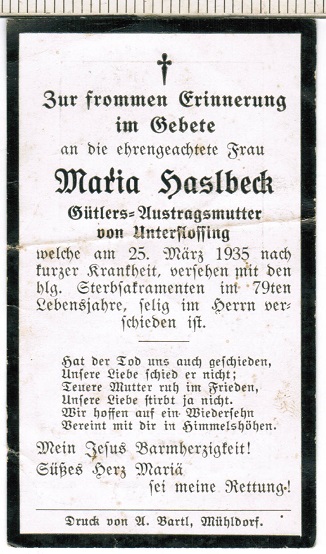 Zur frommen Erinnerung
im Gebete
an die ehrengeachtete Frau
Maria Haslbeck
Gütlers-Austragsmutter
von Unterflossing
welche am 25. März 1935 nach
kurzer Krankheit, versehen mit den
hlg. Sterbsakramenten im 79ten
Lebensjahre, selig im Herrn ver-
schieden ist.
Hat der Tod uns auch geschieden,
Unsere Liebe schied er nicht;
Teuere Mutter ruh im Frieden,
Unsere Liebe stirbt ja nicht.
Wir hoffen auf ein Wiedersehn
Vereint mit dir in Himmelshöhen.
Mein Jesus Barmherzigkeit!
Süßes Herz Mariä
sei meine Rettung!
Druck von A. Bartl, Mühldorf.